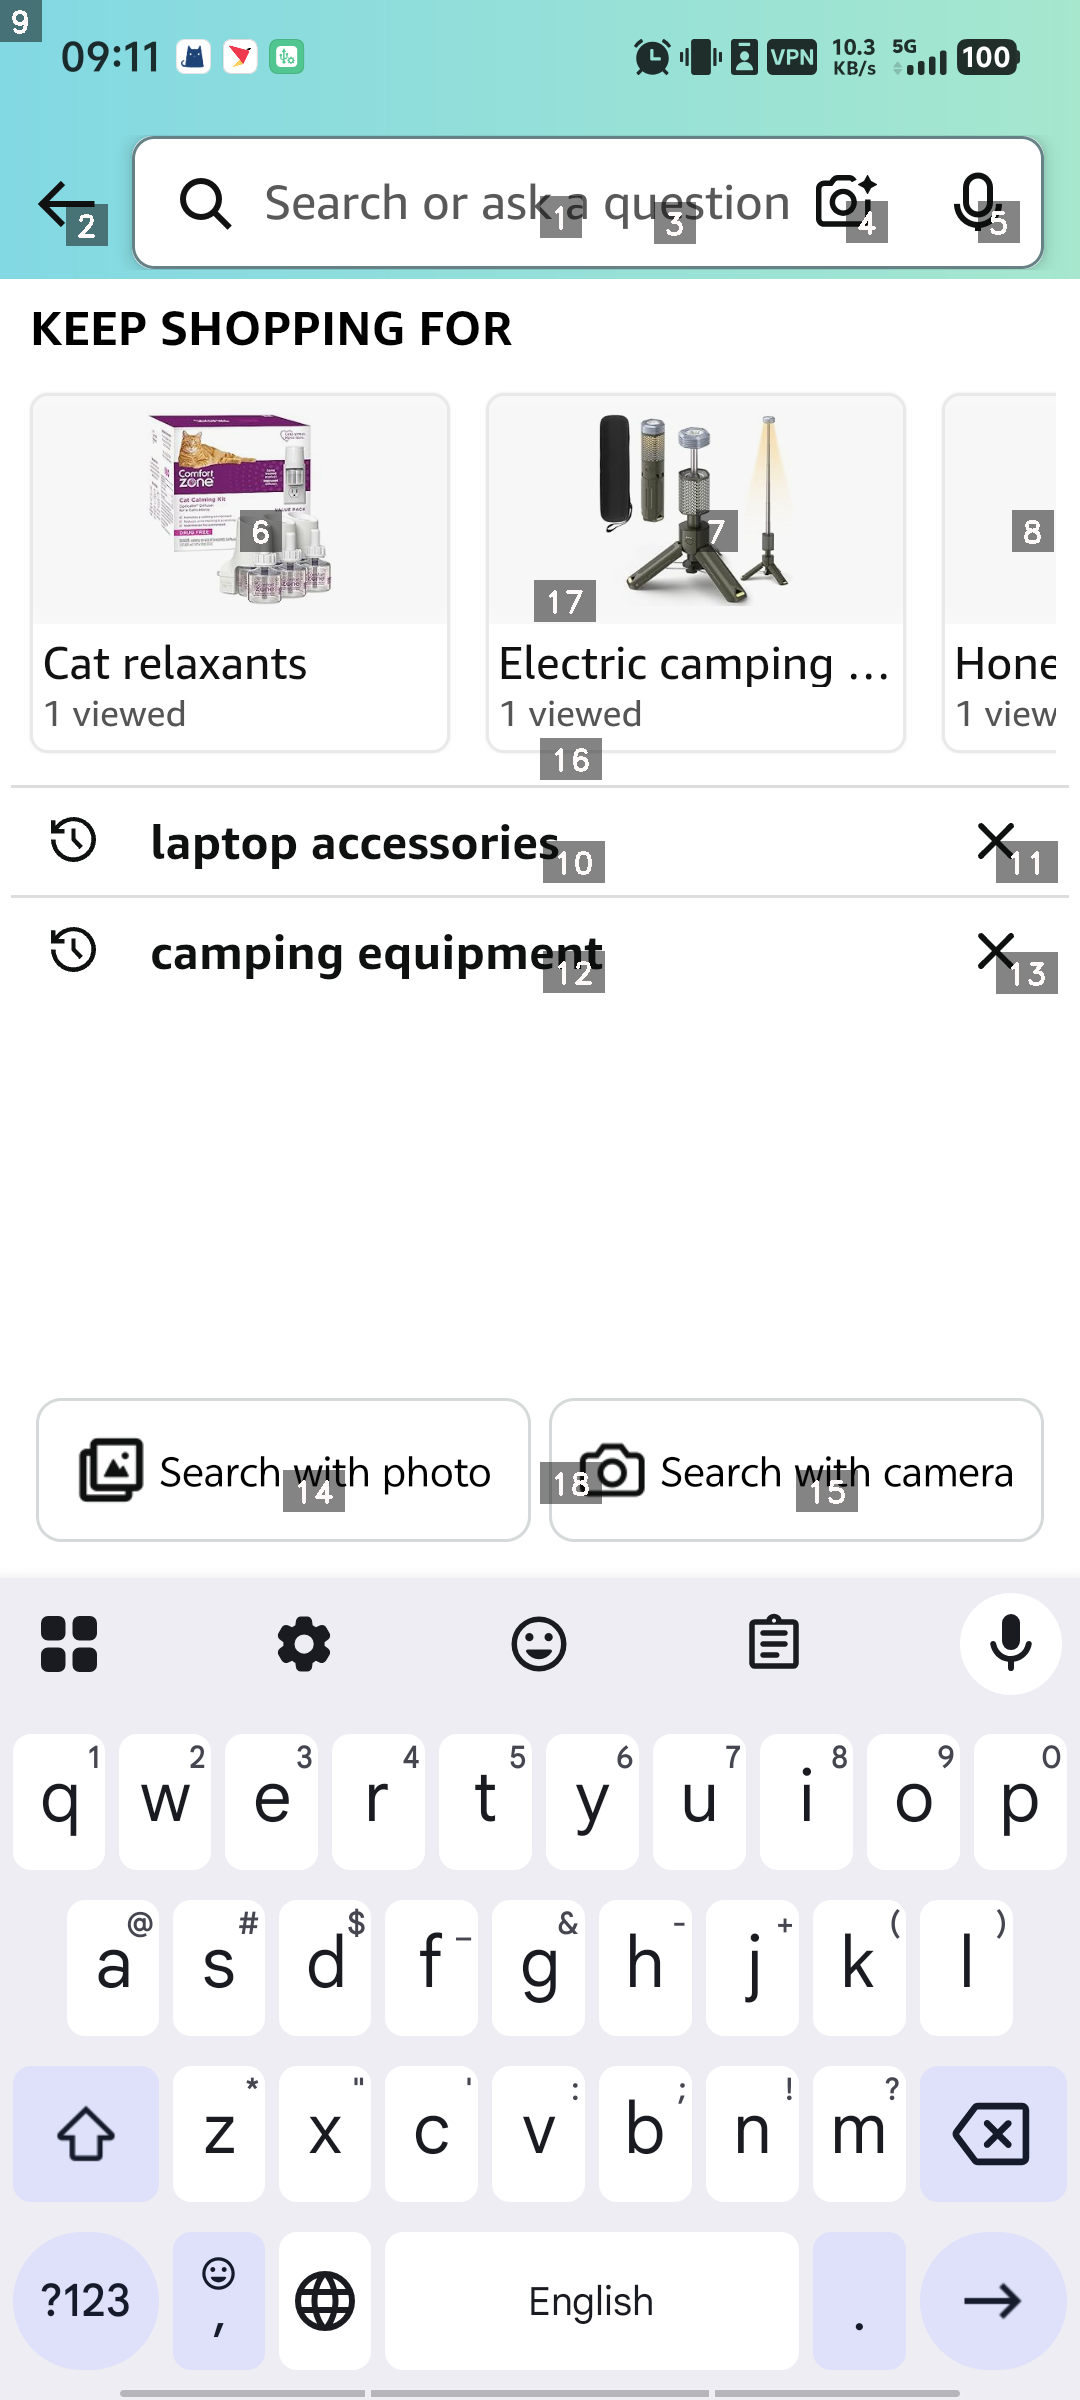 9
09:11
VPN
10.3
KB/s
5G
100
2
Search or ask a question
1
3
4
5
KEEP SHOPPING FOR
Comfort
zone
Cat Calming Kit
6
7
8
17
Cat relaxants
1 viewed
Electric camping ...
1 viewed
Hone
1 view
16
laptop accessories
10
11
camping equipment
12
13
Search with photo
14
18
Search with camera
15
1 2 3 4 5 6 7 8 9 0
q w e r t y u i o p
@ # $ _ & - + ( )
a s d f g h j k l
* " ' : ; ! ?
z x c v b n m
?123
,
English
.